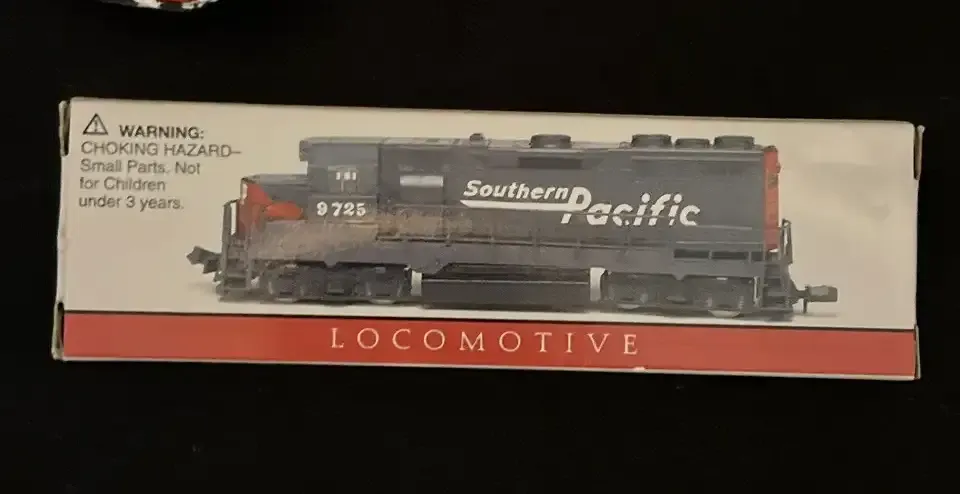 WARNING:
CHOKING HAZARD–
Small Parts. Not
for Children
under 3 years.
9725
Southern
Pacific
LOCOMOTIVE